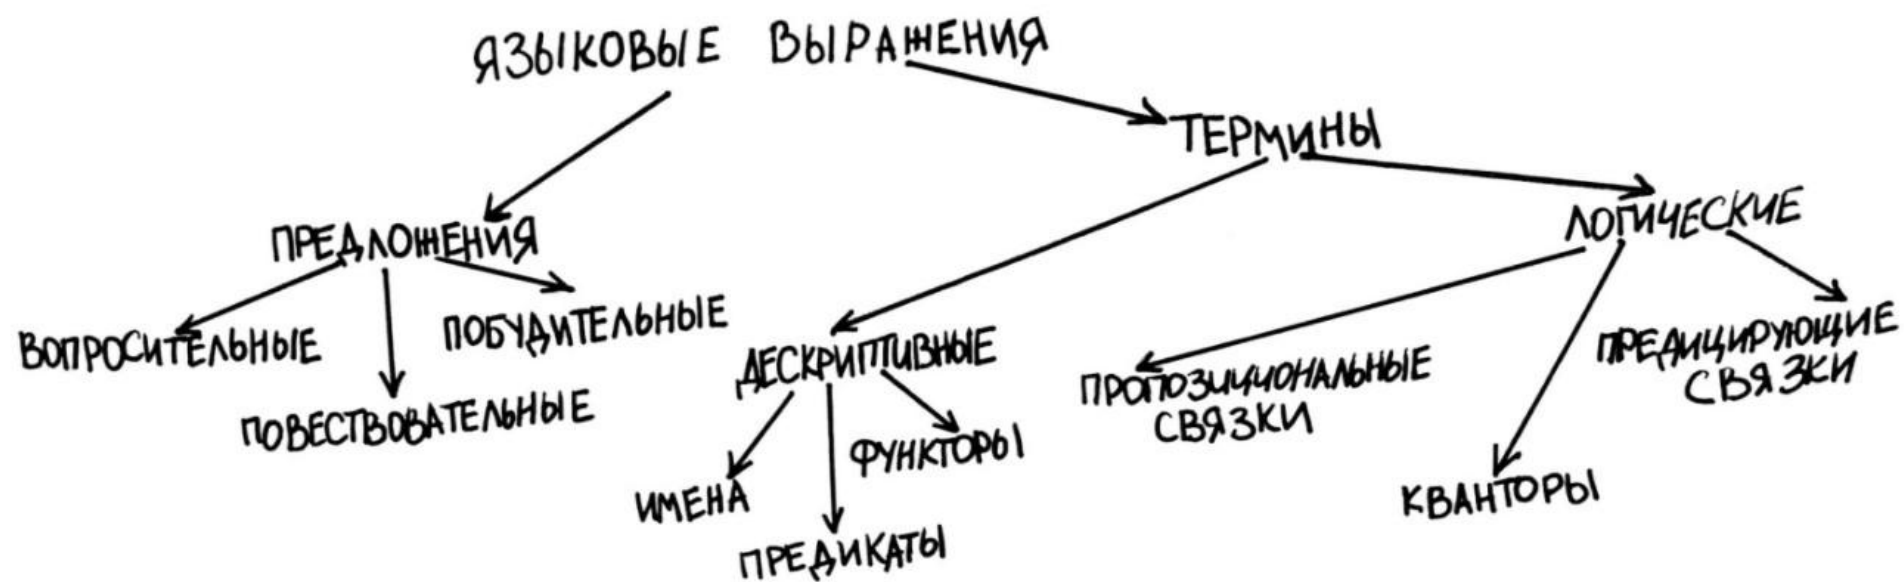 ЯЗЫКОВЫЕ ВЫРАЖЕНИЯ
ТЕРМИНЫ
ПРЕДЛОЖЕНИЯ
ЛОГИЧЕСКИЕ
ВОПРОСИТЕЛЬНЫЕ
ПОБУДИТЕЛЬНЫЕ
ПОВЕСТВОВАТЕЛЬНЫЕ
ДЕСКРИПТИВНЫЕ
ПРОПОЗИЦИОНАЛЬНЫЕ
СВЯЗКИ
ПРЕДИЦИРУЮЩИЕ
СВЯЗКИ
ИМЕНА
ФУНКТОРЫ
ПРЕДИКАТЫ
КВАНТОРЫ